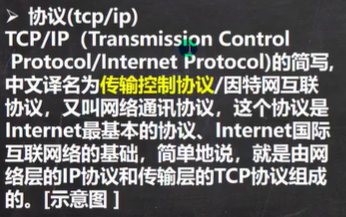 ➢ 协议(tcp/ip)
TCP/IP（Transmission Control
Protocol/Internet Protocol)的简写,
中文译名为传输控制协议/因特网互联
协议，又叫网络通讯协议，这个协议是
Internet最基本的协议、Internet国际
互联网络的基础，简单地说，就是由网
络层的IP协议和传输层的TCP协议组成
的。[示意图 ]